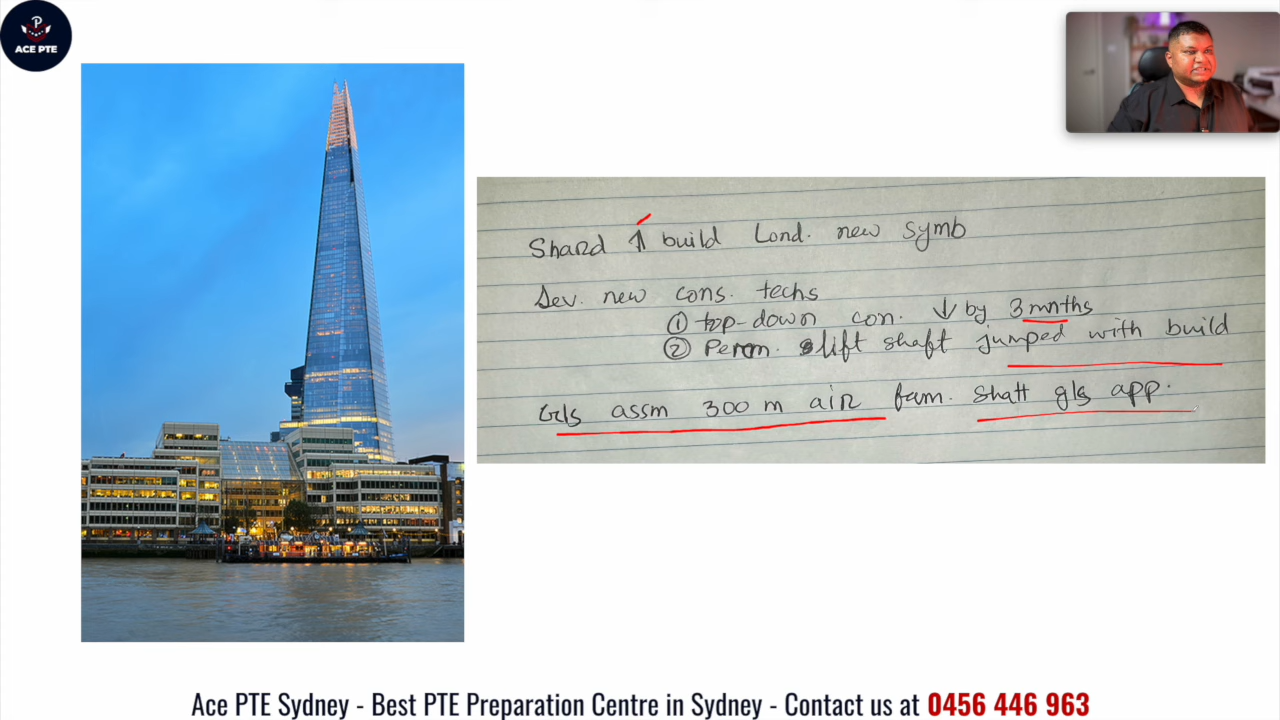 ACE PTE
Shard ↑ build Lond. new symb
Dev. new cons. techs
① top-down con. ↓ by 3 mnths
② Perm. lift shaft jumped with build
Gls assm 300 m air fam. shatt gls app.
Ace PTE Sydney - Best PTE Preparation Centre in Sydney - Contact us at 0456 446 963